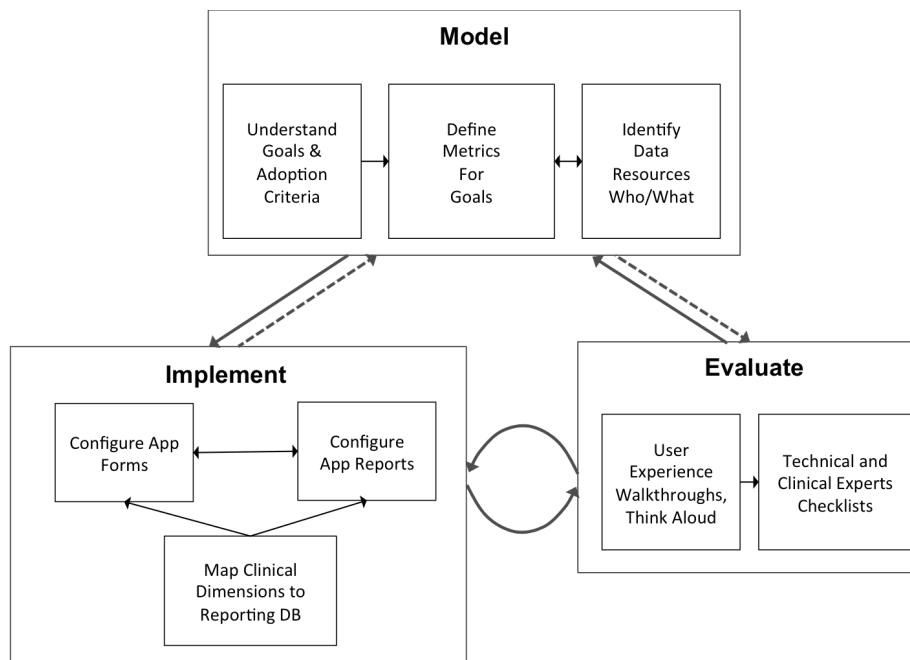 Model
Understand
Goals &
Adoption
Criteria
Define
Metrics
For
Goals
Identify
Data
Resources
Who/What
Implement
Configure App
Forms
Configure
App Reports
Map Clinical
Dimensions to
Reporting DB
Evaluate
User
Experience
Walkthroughs,
Think Aloud
Technical and
Clinical Experts
Checklists